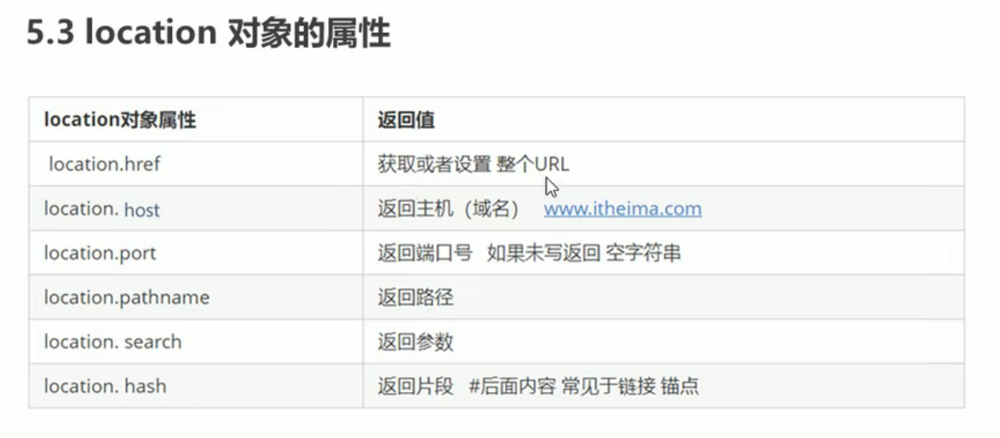 5.3 location 对象的属性
location对象属性 返回值
location.href 获取或者设置 整个URL
location. host 返回主机（域名） www.itheima.com
location.port 返回端口号 如果未写返回 空字符串
location.pathname 返回路径
location. search 返回参数
location. hash 返回片段 #后面内容 常见于链接 锚点